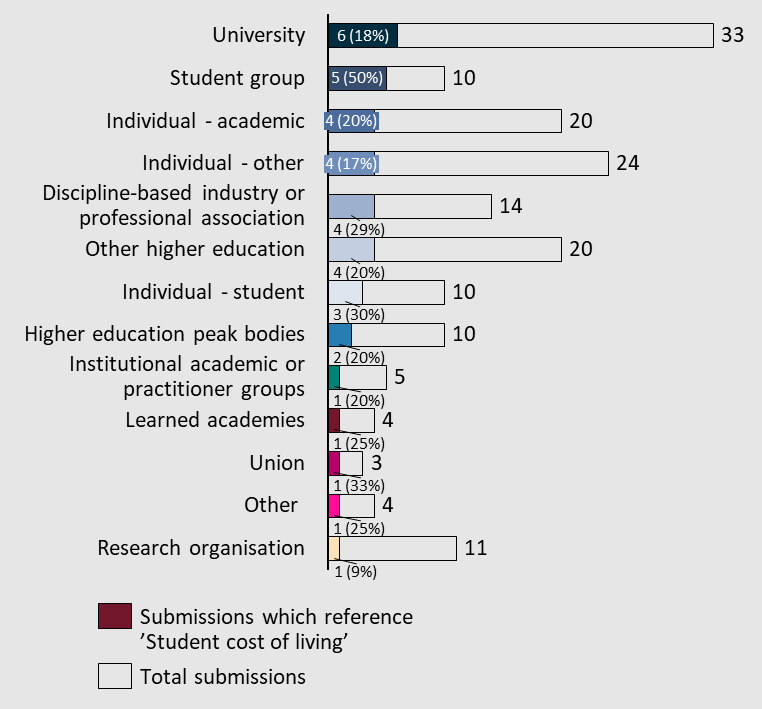 University 6 (18%) 33
Student group 5 (50%) 10
Individual - academic 4 (20%) 20
Individual - other 4 (17%) 24
Discipline-based industry or
professional association 14
4 (29%)
Other higher education 20
4 (20%)
Individual - student 10
3 (30%)
Higher education peak bodies 10
2 (20%)
Institutional academic or
practitioner groups 5
1 (20%)
Learned academies 4
1 (25%)
Union 3
1 (33%)
Other 4
1 (25%)
Research organisation 11
1 (9%)
Submissions which reference
’Student cost of living’
Total submissions